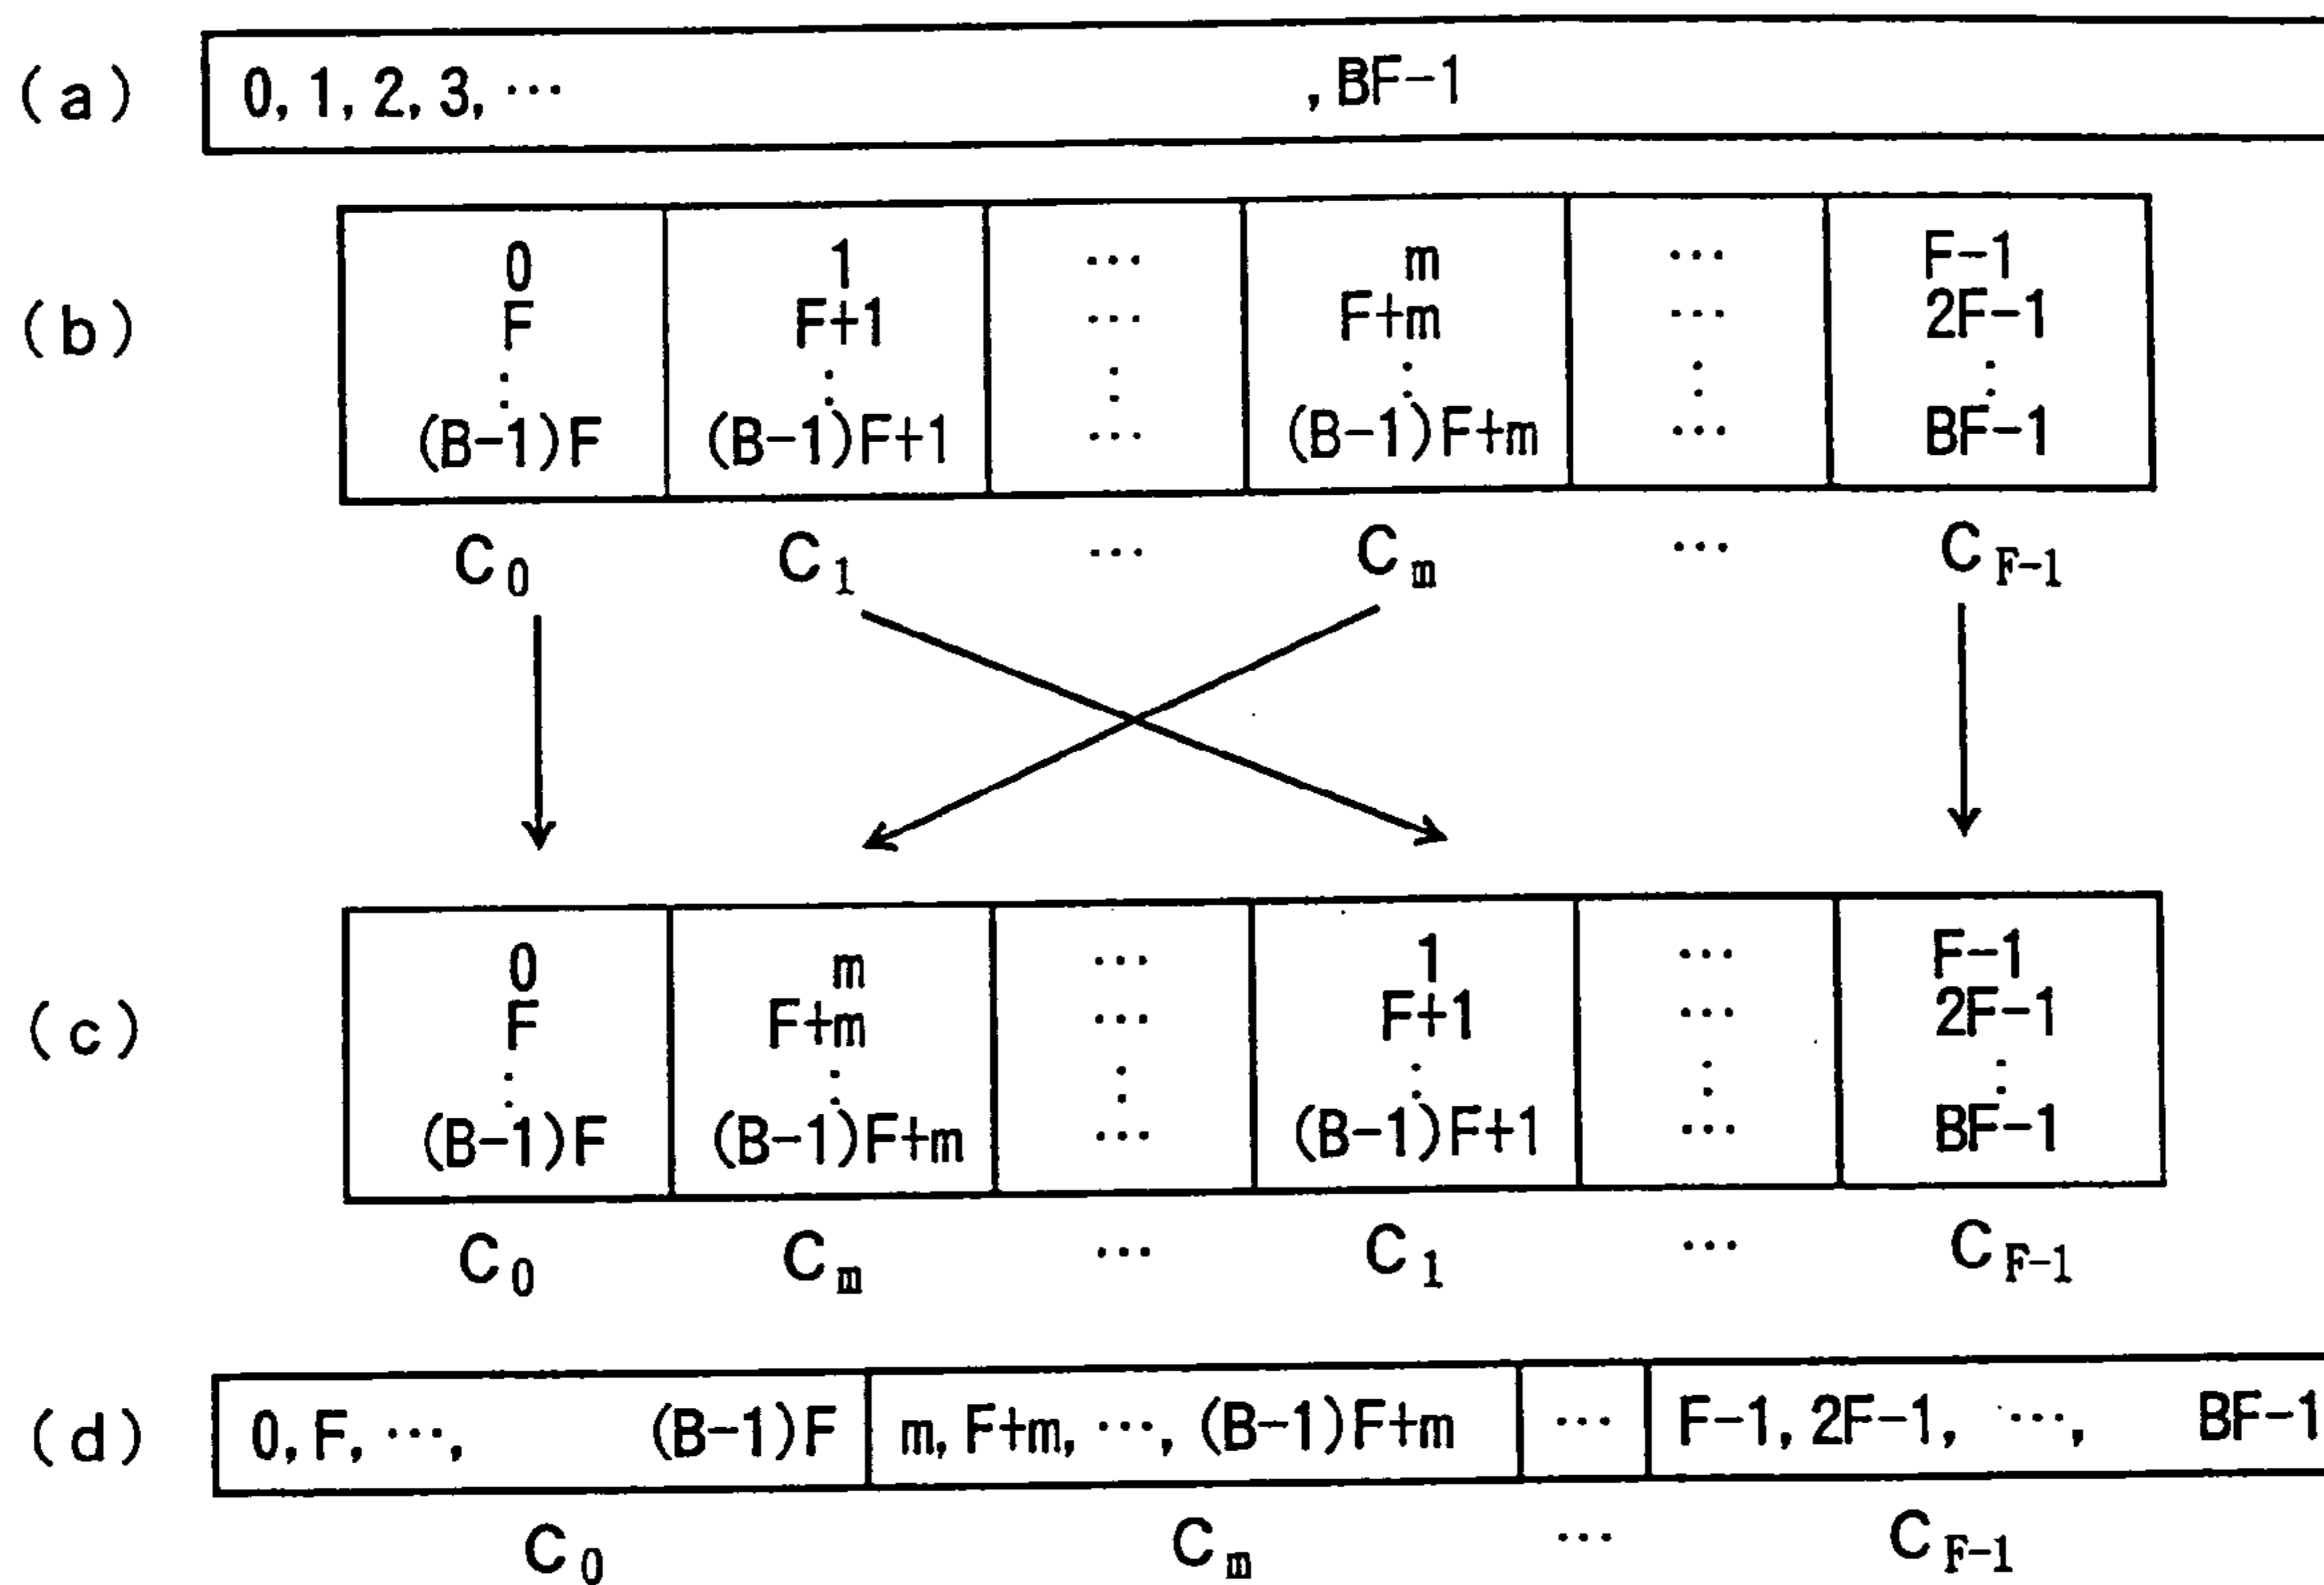 (a) 0, 1, 2, 3, ⋯ , BF-1
(b)
0 1 ⋯ m ⋯ F-1
F F+1 ⋯ F+m ⋯ 2F-1
: : : : : :
(B-1)F (B-1)F+1 ⋯ (B-1)F+m ⋯ BF-1
C0 C1 ⋯ Cm ⋯ CF-1
(c)
0 m ⋯ 1 ⋯ F-1
F F+m ⋯ F+1 ⋯ 2F-1
: : : : : :
(B-1)F (B-1)F+m ⋯ (B-1)F+1 ⋯ BF-1
C0 Cm ⋯ C1 ⋯ CF-1
(d) 0, F, ⋯, (B-1)F m, F+m, ⋯, (B-1)F+m ⋯ F-1, 2F-1, ⋯, BF-1
C0 Cm ⋯ CF-1